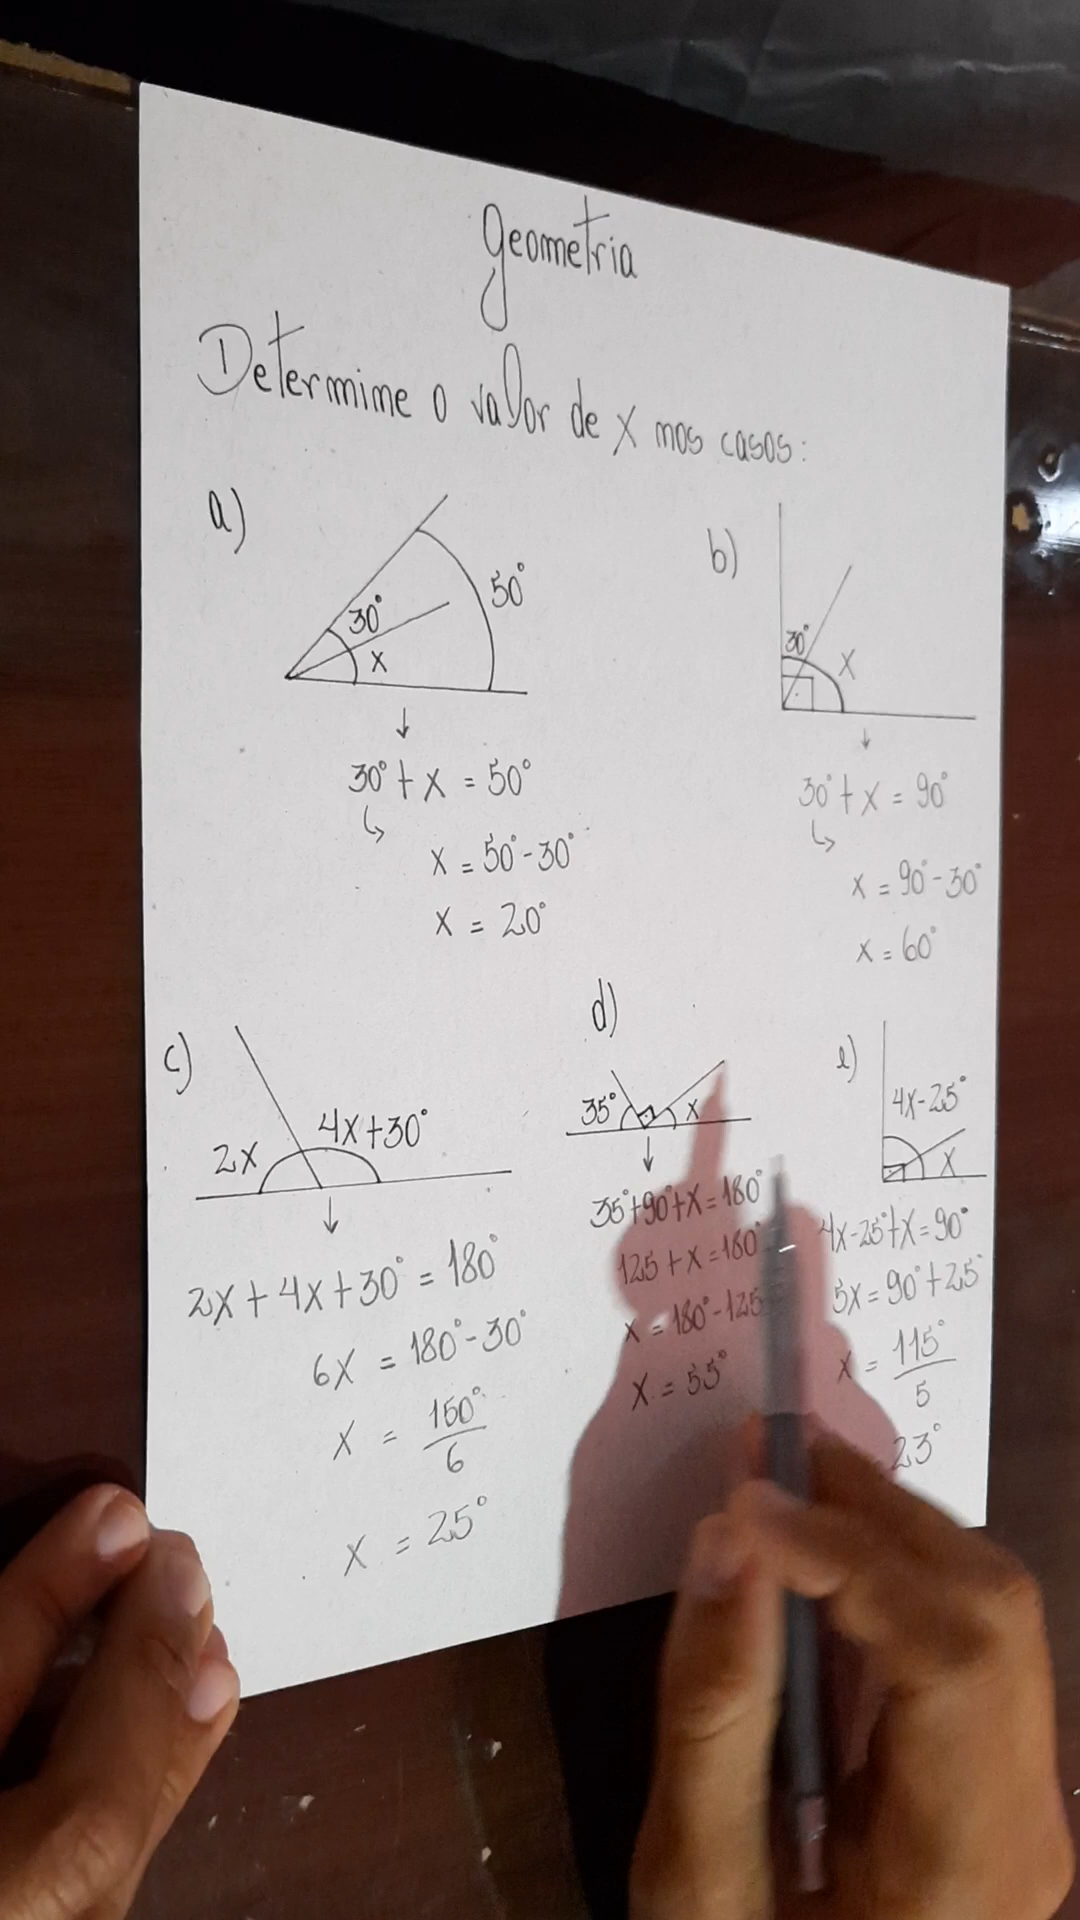 geometria
Determine o valor de x nos casos:
a)
50°
30°
x
30° + x = 50°
x = 50° - 30°
x = 20°
b)
30°
x
30° + x = 90°
x = 90° - 30°
x = 60°
c)
2x
4x+30°
2x + 4x + 30° = 180°
6x = 180° - 30°
x = 150°/6
x = 25°
d)
35°
x
35°+90°+x=180°
125 + x = 180°
x = 180° - 125
x = 55°
e)
4x-25°
x
4x-25°+x=90°
5x=90°+25°
x = 115°/5
23°